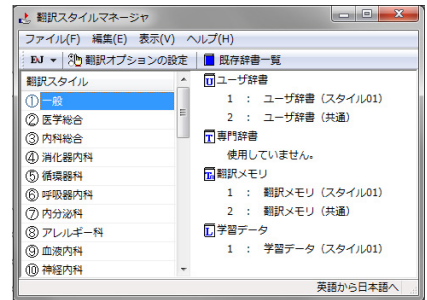 翻訳スタイルマネージャ
ファイル(F) 編集(E) 表示(V) ヘルプ(H)
EJ 翻訳オプションの設定 既存辞書一覧
翻訳スタイル
① 一般
② 医学総合
③ 内科総合
④ 消化器内科
⑤ 循環器科
⑥ 呼吸器内科
⑦ 内分泌科
⑧ アレルギー科
⑨ 血液内科
⑩ 神経内科
U ユーザ辞書
1 : ユーザ辞書（スタイル01）
2 : ユーザ辞書（共通）
T 専門辞書
使用していません。
翻訳メモリ
1 : 翻訳メモリ（スタイル01）
2 : 翻訳メモリ（共通）
L 学習データ
1 : 学習データ（スタイル01）
英語から日本語へ